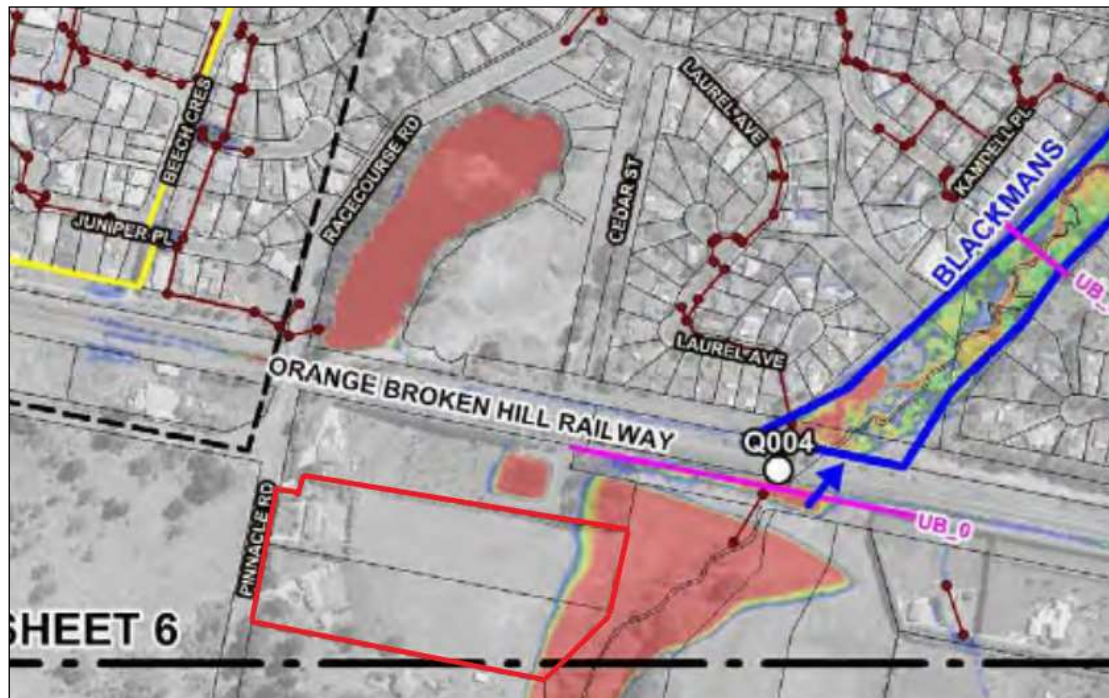 BEECH CRES
RACECOURSE RD
LAUREL AVE
KAMDELL PL
CEDAR ST
JUNIPER PL
BLACKMANS
UB_
LAUREL AVE
ORANGE BROKEN HILL RAILWAY
Q004
UB_0
PINNACLE RD
SHEET 6